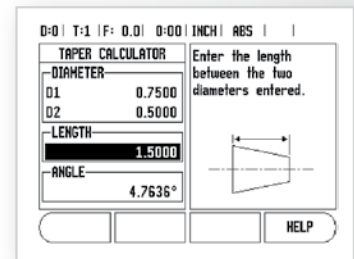 D:0| T:1 |F: 0.0| 0:00| INCH| ABS | |
TAPER CALCULATOR
DIAMETER
D1 0.7500
D2 0.5000
LENGTH
1.5000
ANGLE
4.7636°
Enter the length
between the two
diameters entered.
HELP